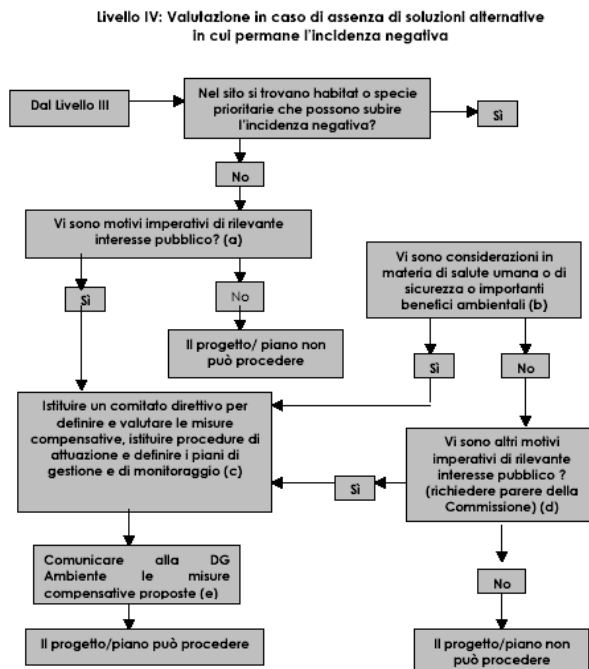 Livello IV: Valutazione in caso di assenza di soluzioni alternative
in cui permane l'incidenza negativa
Dal Livello III
Nel sito si trovano habitat o specie
prioritarie che possono subire
l'incidenza negativa?
Sì
No
Vi sono motivi imperativi di rilevante
interesse pubblico? (a)
Vi sono considerazioni in
materia di salute umana o di
sicurezza o importanti
benefici ambientali (b)
Sì
No
Il progetto/ piano non
può procedere
Sì
No
Istituire un comitato direttivo per
definire e valutare le misure
compensative, istituire procedure di
attuazione e definire i piani di
gestione e di monitoraggio (c)
Sì
Vi sono altri motivi
imperativi di rilevante
interesse pubblico ?
(richiedere parere della
Commissione) (d)
Comunicare alla DG
Ambiente le misure
compensative proposte (e)
No
Il progetto/piano può procedere
Il progetto/piano non
può procedere